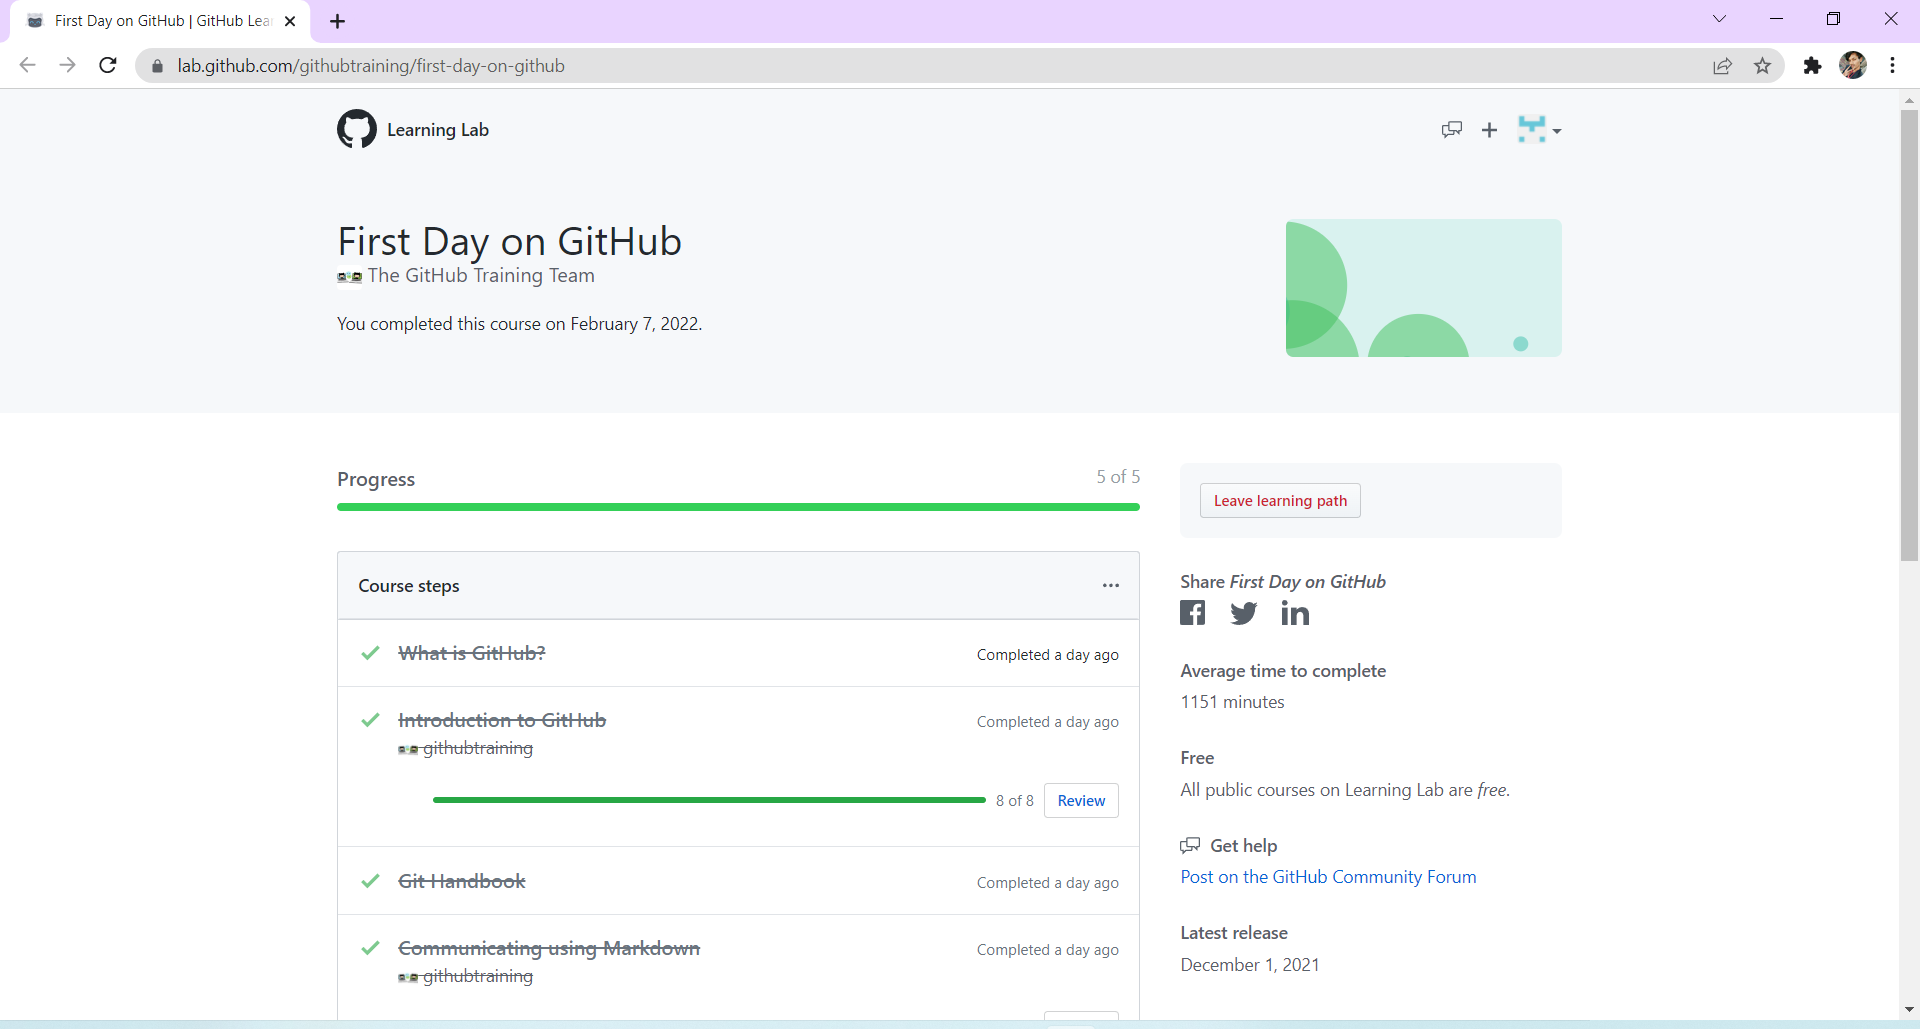 First Day on GitHub | GitHub Lea
lab.github.com/githubtraining/first-day-on-github
Learning Lab
First Day on GitHub
The GitHub Training Team
You completed this course on February 7, 2022.
Progress
5 of 5
Course steps
What is GitHub?
Completed a day ago
Introduction to GitHub
Completed a day ago
githubtraining
8 of 8
Review
Git Handbook
Completed a day ago
Communicating using Markdown
Completed a day ago
githubtraining
Leave learning path
Share First Day on GitHub
Average time to complete
1151 minutes
Free
All public courses on Learning Lab are free.
Get help
Post on the GitHub Community Forum
Latest release
December 1, 2021